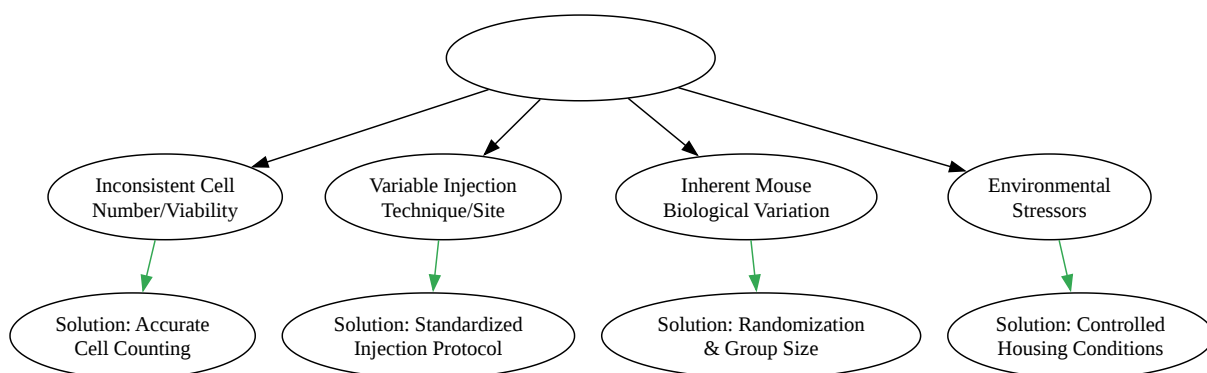 Inconsistent Cell
Number/Viability
Variable Injection
Technique/Site
Inherent Mouse
Biological Variation
Environmental
Stressors
Solution: Accurate
Cell Counting
Solution: Standardized
Injection Protocol
Solution: Randomization
& Group Size
Solution: Controlled
Housing Conditions